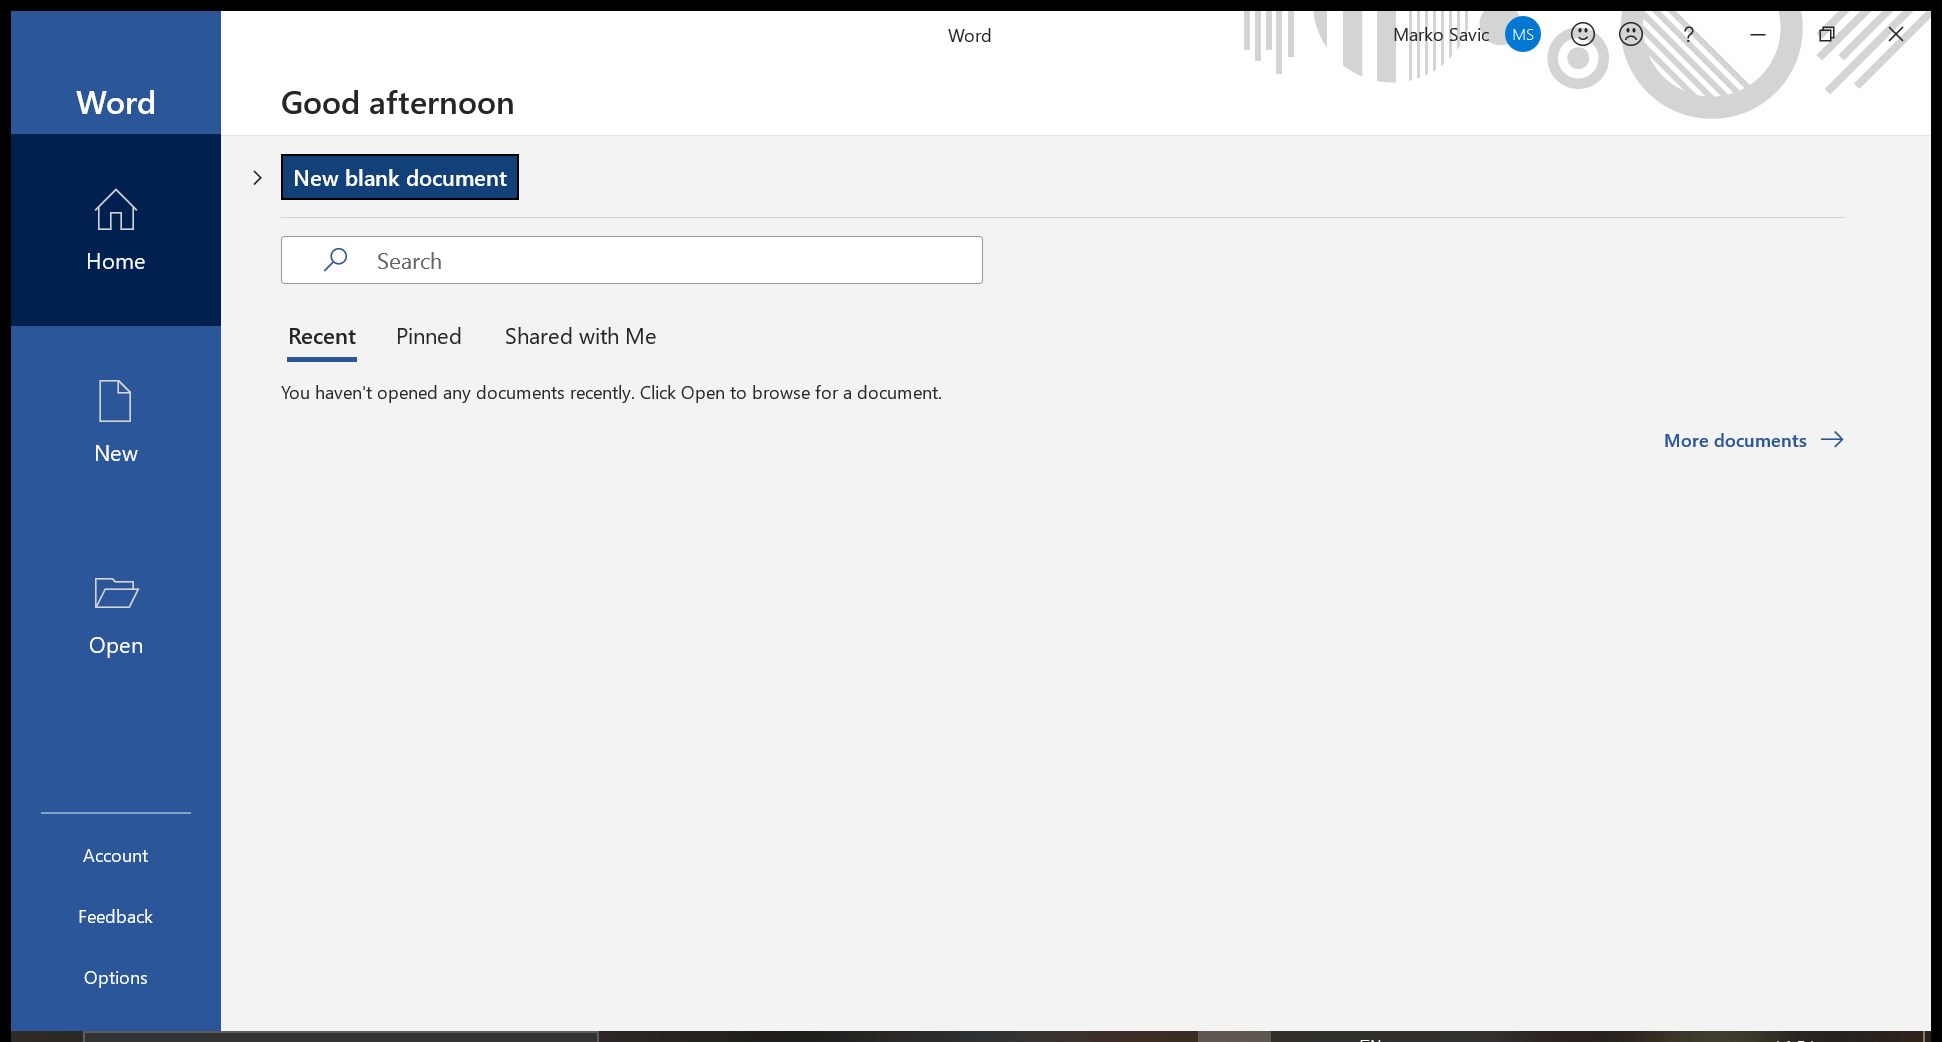 Word
Marko Savic
MS
?
Word
Good afternoon
New blank document
Home
Search
Recent
Pinned
Shared with Me
You haven't opened any documents recently. Click Open to browse for a document.
More documents
New
Open
Account
Feedback
Options